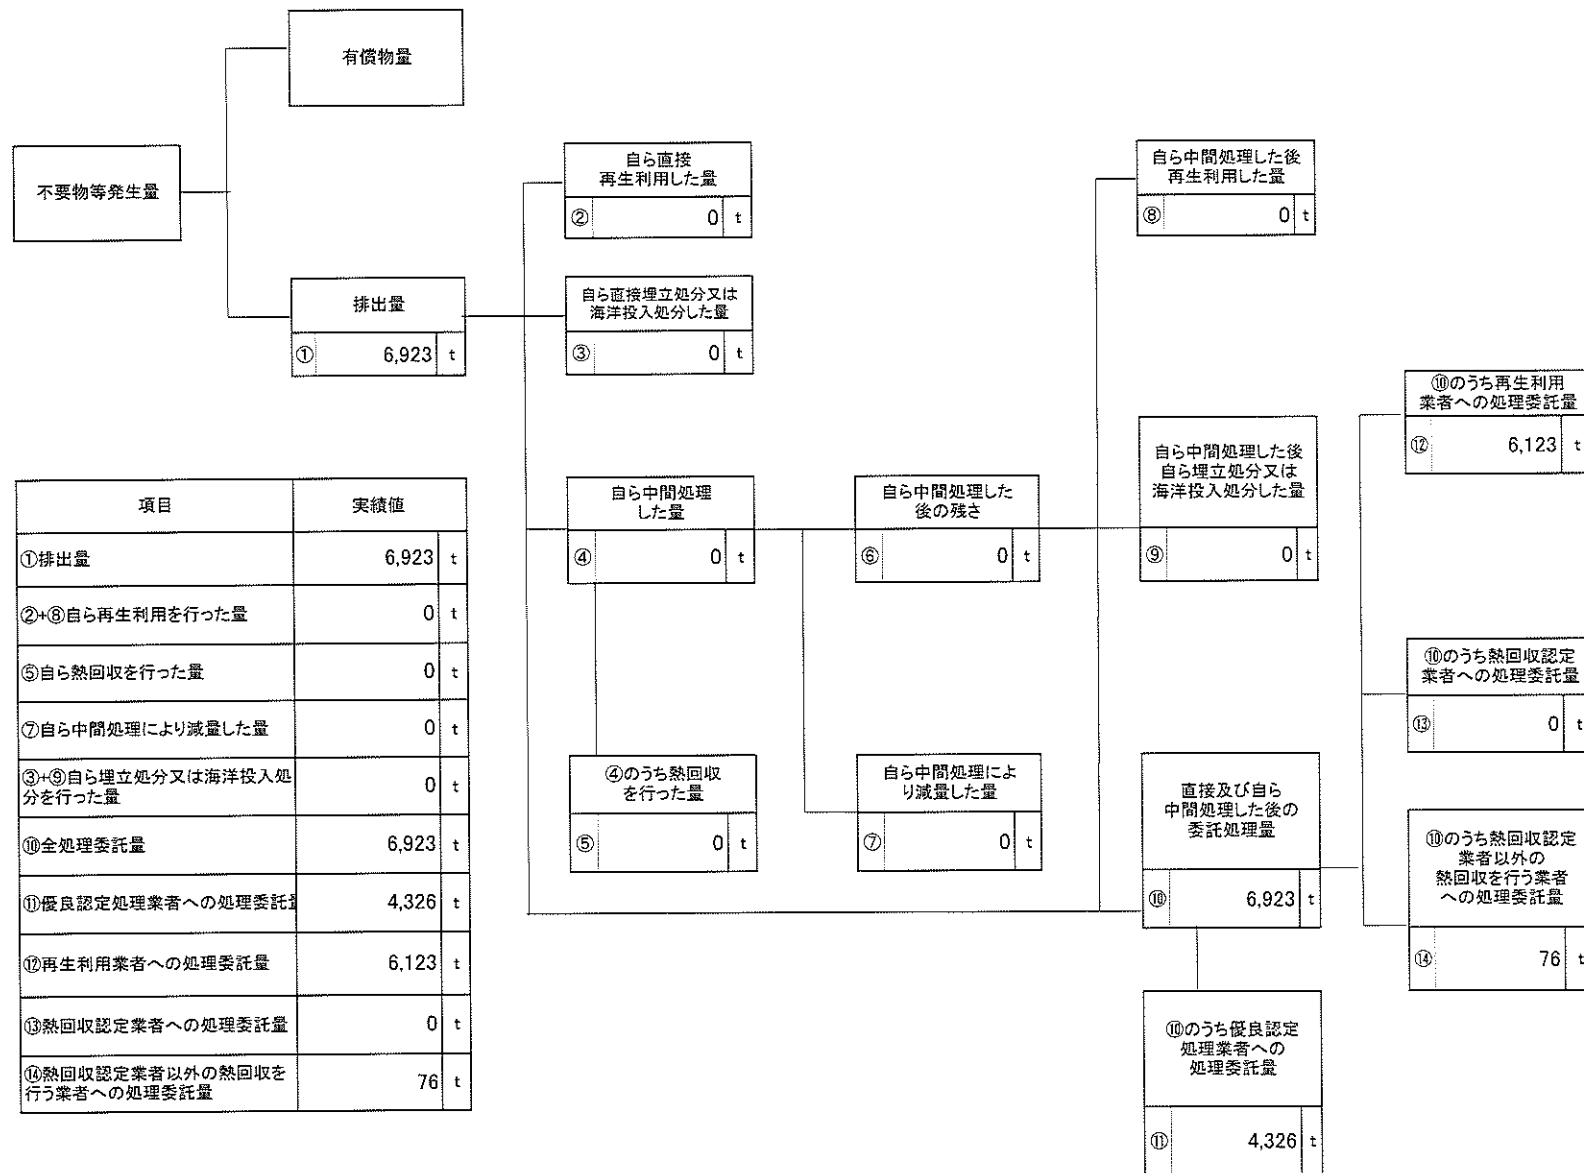 有償物量
不要物等発生量
排出量
① 6,923 t
自ら直接
再生利用した量
② 0 t
自ら直接埋立処分又は
海洋投入処分した量
③ 0 t
自ら中間処理
した量
④ 0 t
④のうち熱回収
を行った量
⑤ 0 t
自ら中間処理した
後の残さ
⑥ 0 t
自ら中間処理によ
り減量した量
⑦ 0 t
自ら中間処理した後
再生利用した量
⑧ 0 t
自ら中間処理した後
自ら埋立処分又は
海洋投入処分した量
⑨ 0 t
直接及び自ら
中間処理した後の
委託処理量
⑩ 6,923 t
⑩のうち優良認定
処理業者への
処理委託量
⑪ 4,326 t
⑩のうち再生利用
業者への処理委託量
⑫ 6,123 t
⑩のうち熱回収認定
業者への処理委託量
⑬ 0 t
⑩のうち熱回収認定
業者以外の
熱回収を行う業者
への処理委託量
⑭ 76 t
項目 実績値
①排出量 6,923 t
②+⑧自ら再生利用を行った量 0 t
⑤自ら熱回収を行った量 0 t
⑦自ら中間処理により減量した量 0 t
③+⑨自ら埋立処分又は海洋投入処
分を行った量 0 t
⑩全処理委託量 6,923 t
⑪優良認定処理業者への処理委託量 4,326 t
⑫再生利用業者への処理委託量 6,123 t
⑬熱回収認定業者への処理委託量 0 t
⑭熱回収認定業者以外の熱回収を
行う業者への処理委託量 76 t